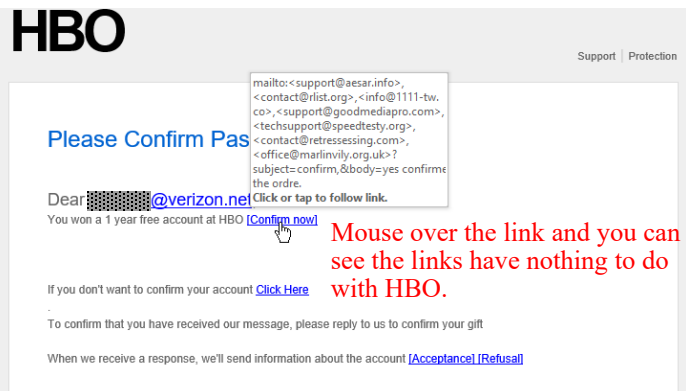 HBO
Support | Protection
mailto:<support@aesar.info>,
<contact@rlist.org>,<info@1111-tw.
co>,<support@goodmediapro.com>,
<techsupport@speedtesty.org>,
<contact@retressessing.com>,
<office@marlinvily.org.uk>?
subject=confirm,&body=yes confirme
the ordre.
Click or tap to follow link.
Please Confirm Pas
Dear @verizon.net
You won a 1 year free account at HBO [Confirm now]
Mouse over the link and you can
see the links have nothing to do
with HBO.
If you don't want to confirm your account Click Here
.
To confirm that you have received our message, please reply to us to confirm your gift
When we receive a response, we'll send information about the account [Acceptance] [Refusal]